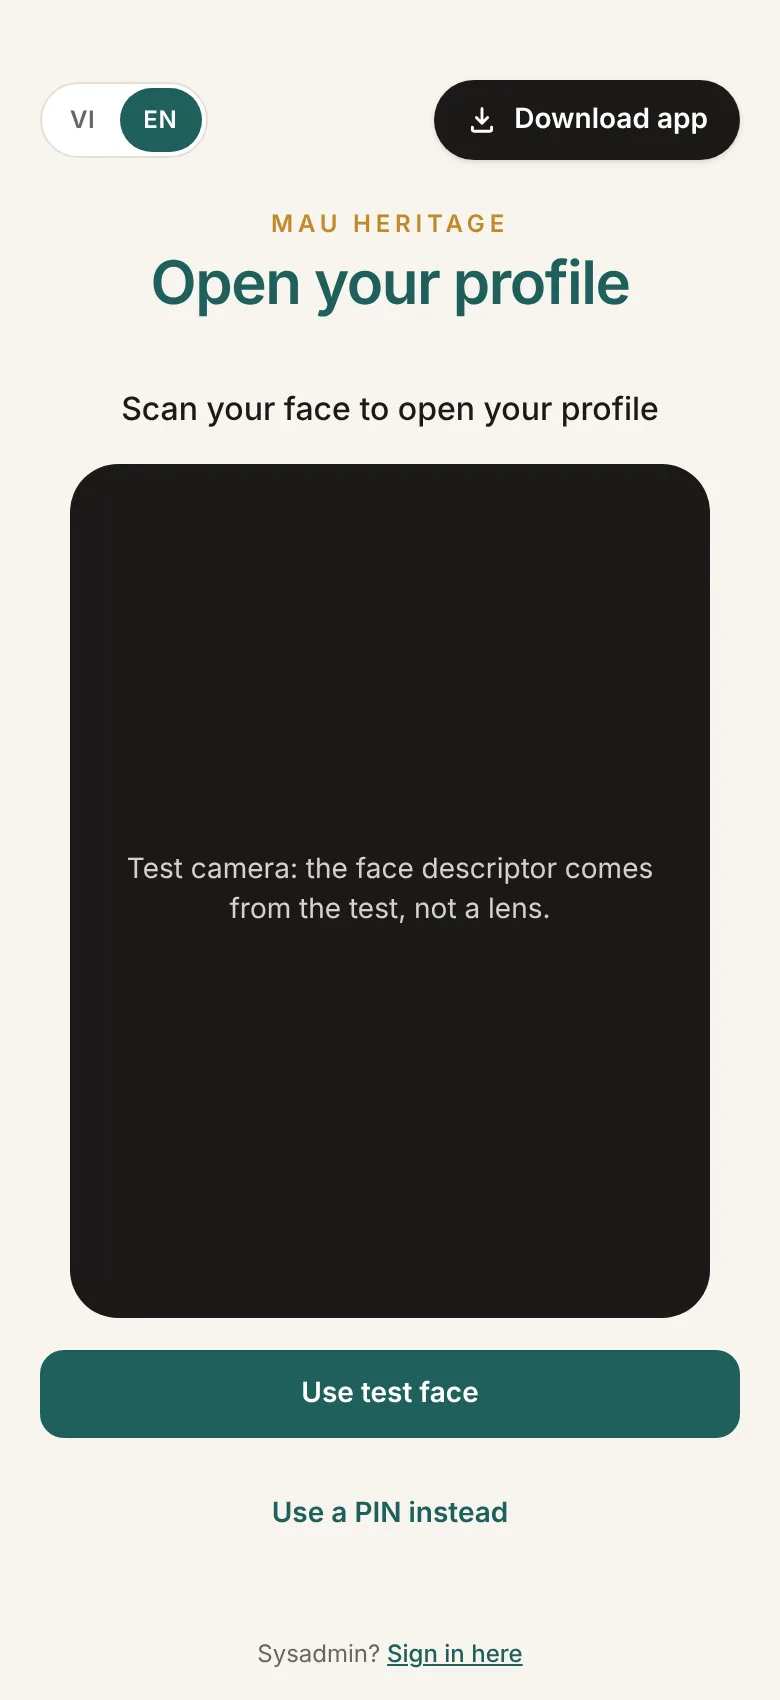 VI EN
Download app
MAU HERITAGE
Open your profile
Scan your face to open your profile
Test camera: the face descriptor comes
from the test, not a lens.
Use test face
Use a PIN instead
Sysadmin? Sign in here